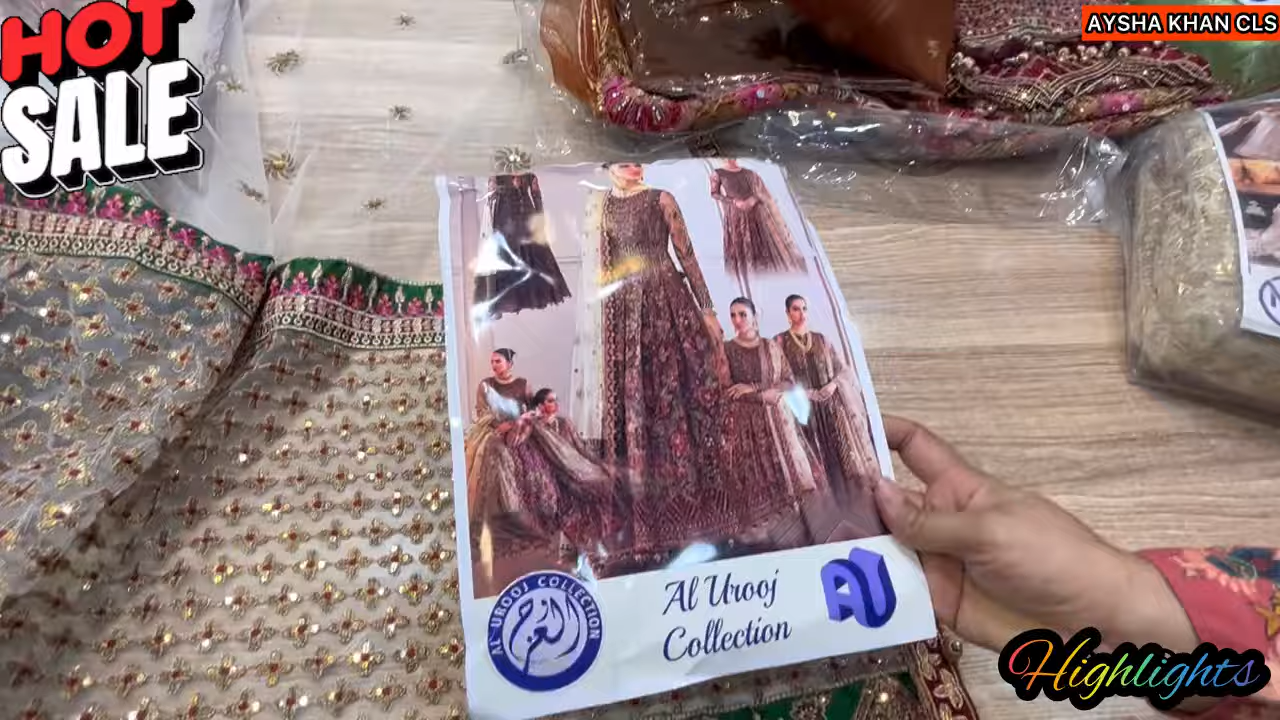 HOT
SALE
AYSHA KHAN CLS
AL UROOJ COLLECTION
العروج
Al Urooj
Collection
AU
Highlights